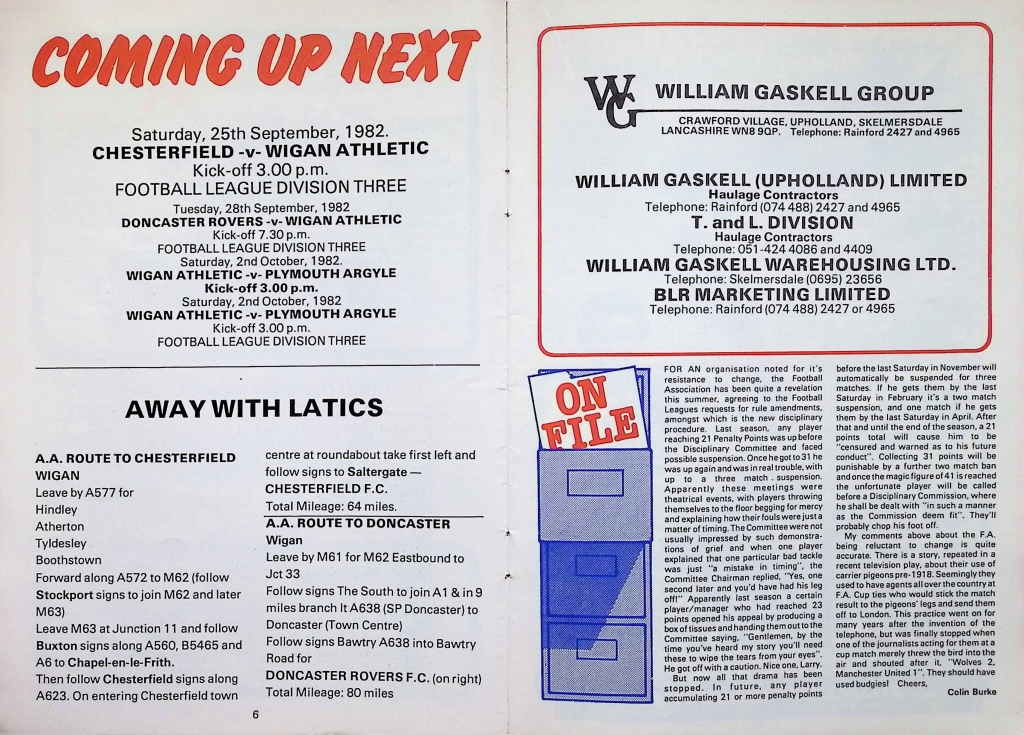 COMING UP NEXT
Saturday, 25th September, 1982.
CHESTERFIELD -v- WIGAN ATHLETIC
Kick-off 3.00 p.m.
FOOTBALL LEAGUE DIVISION THREE
Tuesday, 28th September, 1982
DONCASTER ROVERS -v- WIGAN ATHLETIC
Kick-off 7.30 p.m.
FOOTBALL LEAGUE DIVISION THREE
Saturday, 2nd October, 1982.
WIGAN ATHLETIC -v- PLYMOUTH ARGYLE
Kick-off 3.00 p.m.
Saturday, 2nd October, 1982
WIGAN ATHLETIC -v- PLYMOUTH ARGYLE
Kick-off 3.00 p.m.
FOOTBALL LEAGUE DIVISION THREE
AWAY WITH LATICS
A.A. ROUTE TO CHESTERFIELD
WIGAN
Leave by A577 for
Hindley
Atherton
Tyldesley
Boothstown
Forward along A572 to M62 (follow
Stockport signs to join M62 and later
M63)
Leave M63 at Junction 11 and follow
Buxton signs along A560, B5465 and
A6 to Chapel-en-le-Frith.
Then follow Chesterfield signs along
A623. On entering Chesterfield town
centre at roundabout take first left and
follow signs to Saltergate —
CHESTERFIELD F.C.
Total Mileage: 64 miles.
A.A. ROUTE TO DONCASTER
Wigan
Leave by M61 for M62 Eastbound to
Jct 33
Follow signs The South to join A1 & in 9
miles branch lt A638 (SP Doncaster) to
Doncaster (Town Centre)
Follow signs Bawtry A638 into Bawtry
Road for
DONCASTER ROVERS F.C. (on right)
Total Mileage: 80 miles
6
WG
WILLIAM GASKELL GROUP
CRAWFORD VILLAGE, UPHOLLAND, SKELMERSDALE
LANCASHIRE WN8 9QP. Telephone: Rainford 2427 and 4965
WILLIAM GASKELL (UPHOLLAND) LIMITED
Haulage Contractors
Telephone: Rainford (074 488) 2427 and 4965
T. and L. DIVISION
Haulage Contractors
Telephone: 051-424 4086 and 4409
WILLIAM GASKELL WAREHOUSING LTD.
Telephone: Skelmersdale (0695) 23656
BLR MARKETING LIMITED
Telephone: Rainford (074 488) 2427 or 4965
ON
FILE
FOR AN organisation noted for it's
resistance to change, the Football
Association has been quite a revelation
this summer, agreeing to the Football
Leagues requests for rule amendments,
amongst which is the new disciplinary
procedure. Last season, any player
reaching 21 Penalty Points was up before
the Disciplinary Committee and faced
possible suspension. Once he got to 31 he
was up again and was in real trouble, with
up to a three match . suspension.
Apparently these meetings were
theatrical events, with players throwing
themselves to the floor begging for mercy
and explaining how their fouls were just a
matter of timing. The Committee were not
usually impressed by such demonstra-
tions of grief and when one player
explained that one particular bad tackle
was just "a mistake in timing", the
Committee Chairman replied, "Yes, one
second later and you'd have had his leg
off!" Apparently last season a certain
player/manager who had reached 23
points opened his appeal by producing a
box of tissues and handing them out to the
Committee saying, "Gentlemen, by the
time you've heard my story you'll need
these to wipe the tears from your eyes".
He got off with a caution. Nice one, Larry.
But now all that drama has been
stopped. In future, any player
accumulating 21 or more penalty points
before the last Saturday in November will
automatically be suspended for three
matches. If he gets them by the last
Saturday in February it's a two match
suspension, and one match if he gets
them by the last Saturday in April. After
that and until the end of the season, a 21
points total will cause him to be
"censured and warned as to his future
conduct". Collecting 31 points will be
punishable by a further two match ban
and once the magic figure of 41 is reached
the unfortunate player will be called
before a Disciplinary Commission, where
he shall be dealt with "in such a manner
as the Commission deem fit". They'll
probably chop his foot off.
My comments above about the F.A.
being reluctant to change is quite
accurate. There is a story, repeated in a
recent television play, about their use of
carrier pigeons pre-1918. Seemingly they
used to have agents all over the country at
F.A. Cup ties who would stick the match
result to the pigeons' legs and send them
off to London. This practice went on for
many years after the invention of the
telephone, but was finally stopped when
one of the journalists acting for them at a
cup match merely threw the bird into the
air and shouted after it, "Wolves 2,
Manchester United 1". They should have
used budgies! Cheers,
Colin Burke